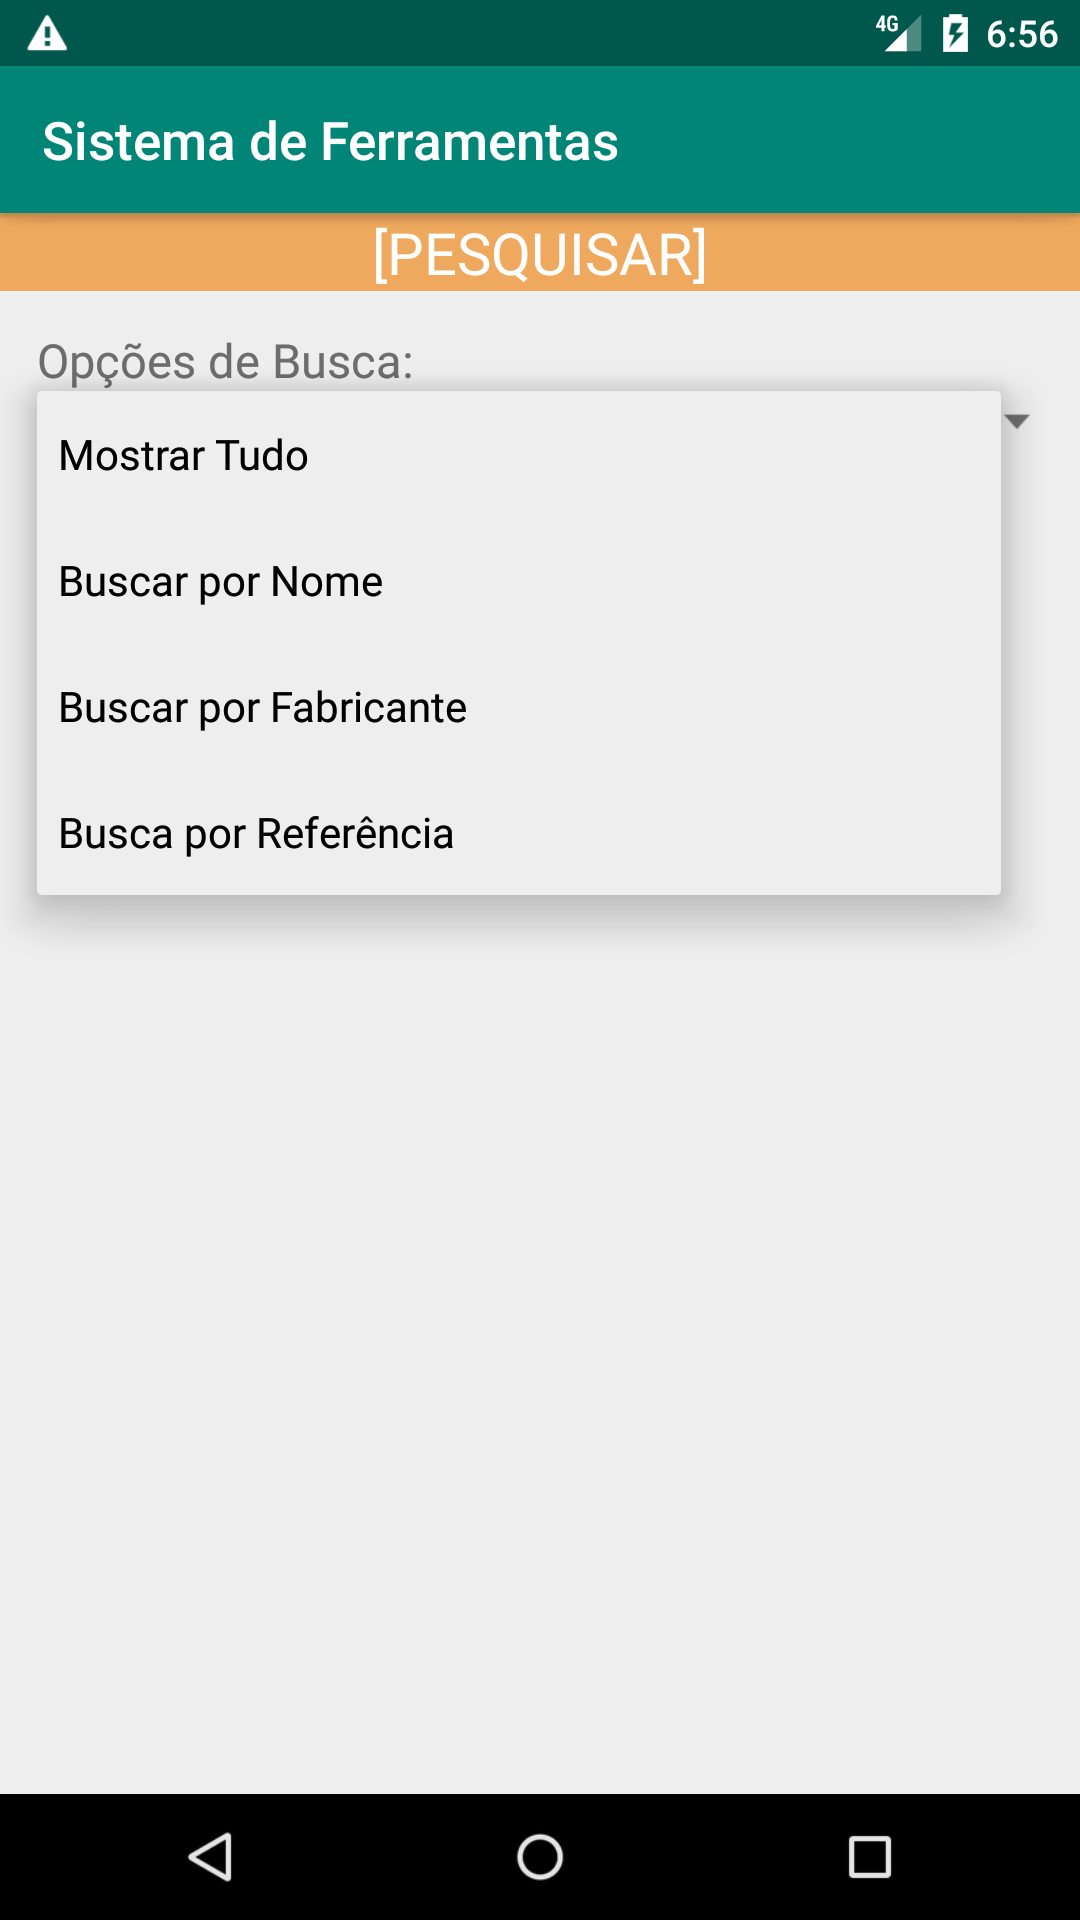 4G 6:56
Sistema de Ferramentas
[PESQUISAR]
Opções de Busca:
Mostrar Tudo
Buscar por Nome
Buscar por Fabricante
Busca por Referência